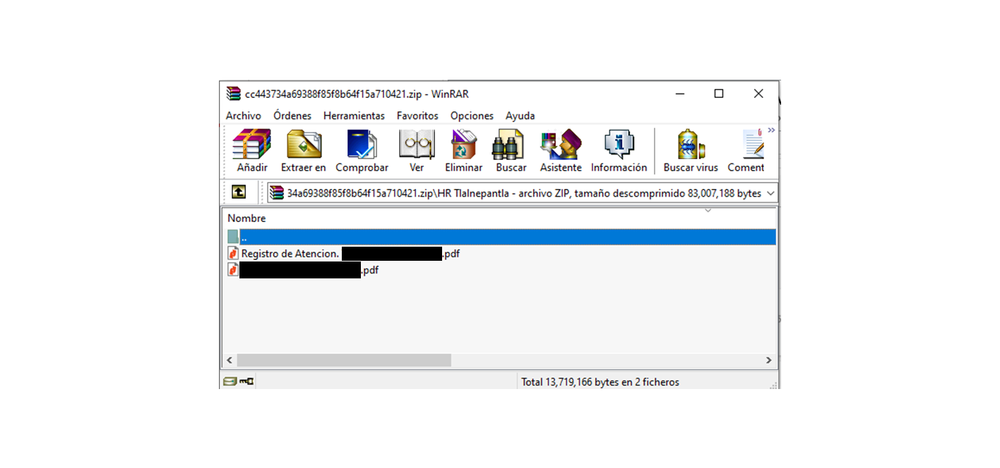 cc443734a69388f85f8b64f15a710421.zip - WinRAR
Archivo Órdenes Herramientas Favoritos Opciones Ayuda
Añadir Extraer en Comprobar Ver Eliminar Buscar Asistente Información Buscar virus Coment
34a69388f85f8b64f15a710421.zip\HR Tlalnepantla - archivo ZIP, tamaño descomprimido 83,007,188 bytes
Nombre
..
Registro de Atencion. .pdf
.pdf
Total 13,719,166 bytes en 2 ficheros